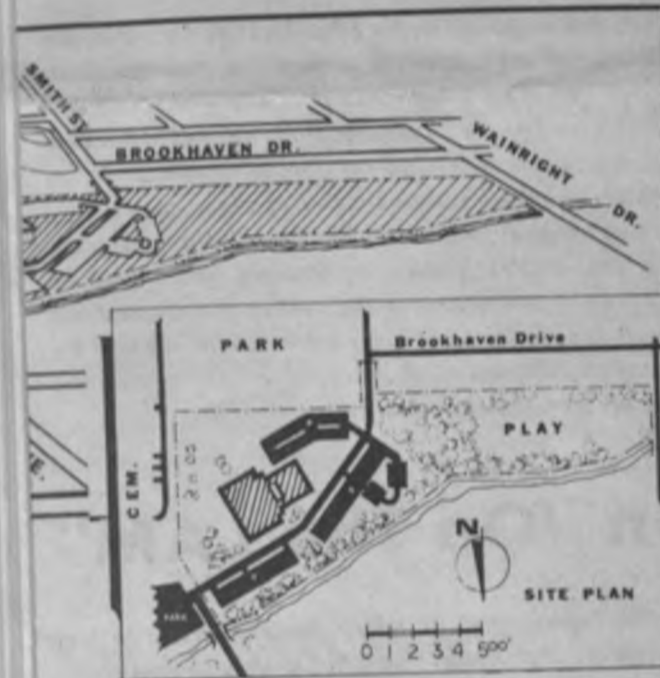 SMITH ST.
BROOKHAVEN DR.
WAINRIGHT
DR.
PARK
Brookhaven Drive
PLAY
CEM.
N
SITE PLAN
PARK
0 1 2 3 4 500'